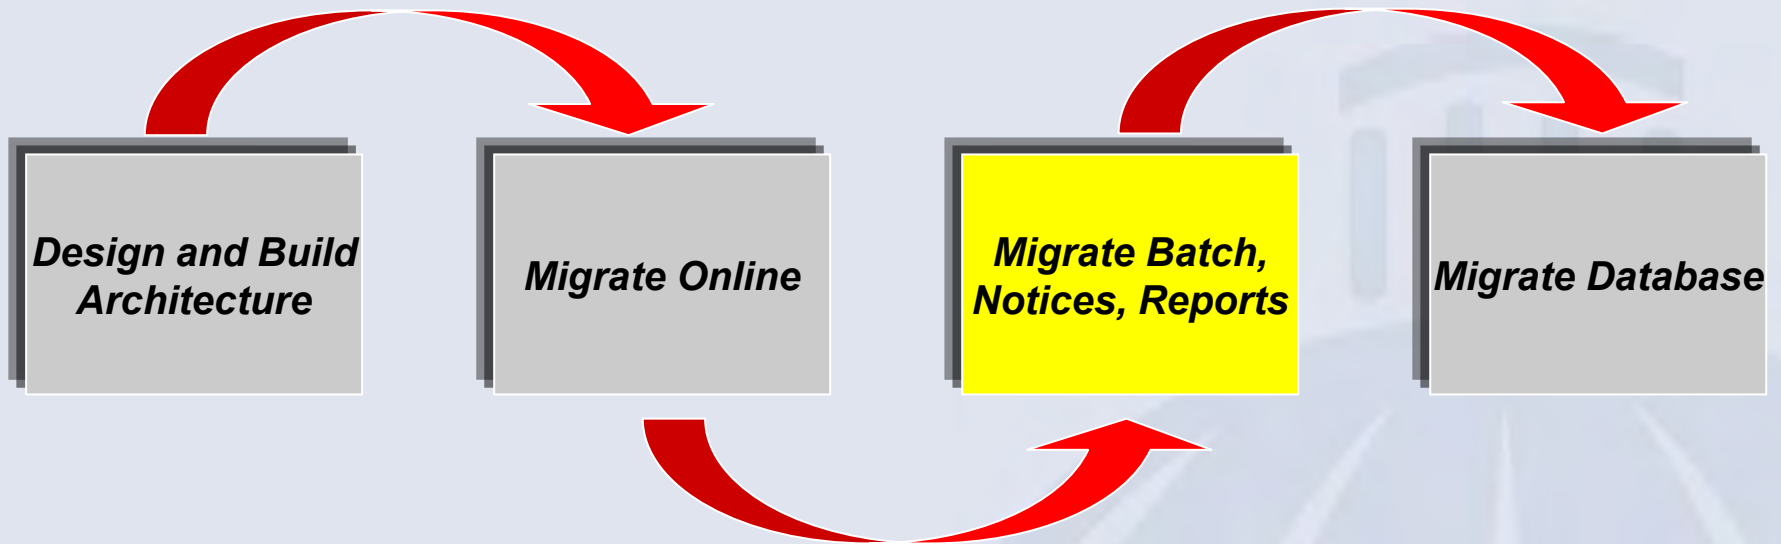 Design and Build
Architecture
Migrate Online
Migrate Batch,
Notices, Reports
Migrate Database